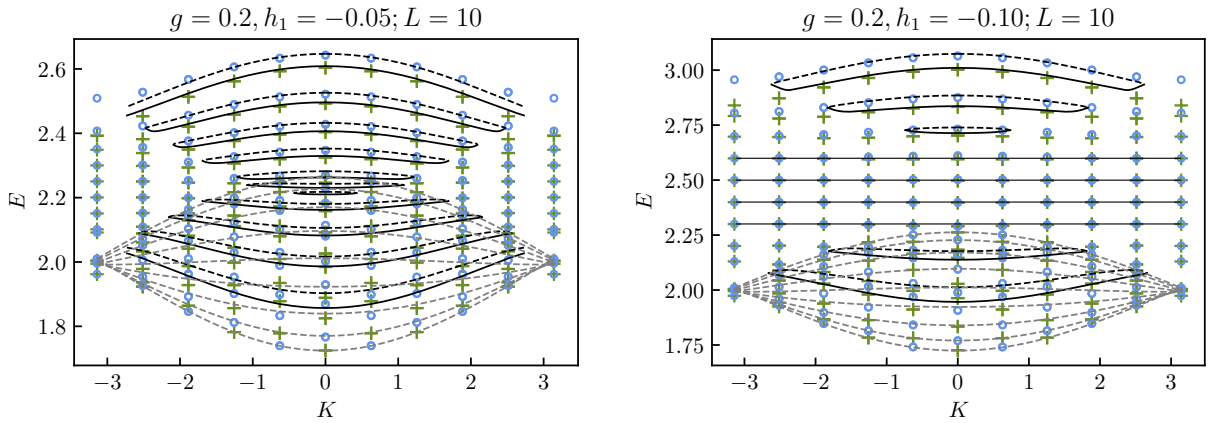 g = 0.2, h₁ = −0.05; L = 10
2.6
2.4
2.2
2.0
1.8
E
−3 −2 −1 0 1 2 3
K
g = 0.2, h₁ = −0.10; L = 10
3.00
2.75
2.50
2.25
2.00
1.75
E
−3 −2 −1 0 1 2 3
K